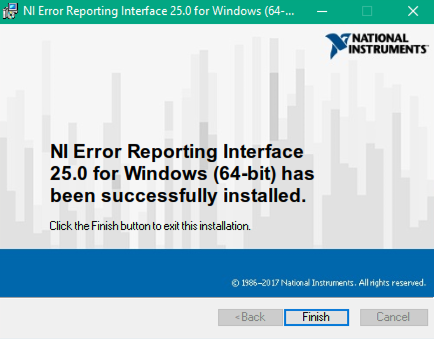 NI Error Reporting Interface 25.0 for Windows (64-...
NATIONAL
INSTRUMENTS
NI Error Reporting Interface
25.0 for Windows (64-bit) has
been successfully installed.
Click the Finish button to exit this installation.
© 1986–2017 National Instruments. All rights reserved.
<Back Finish Cancel